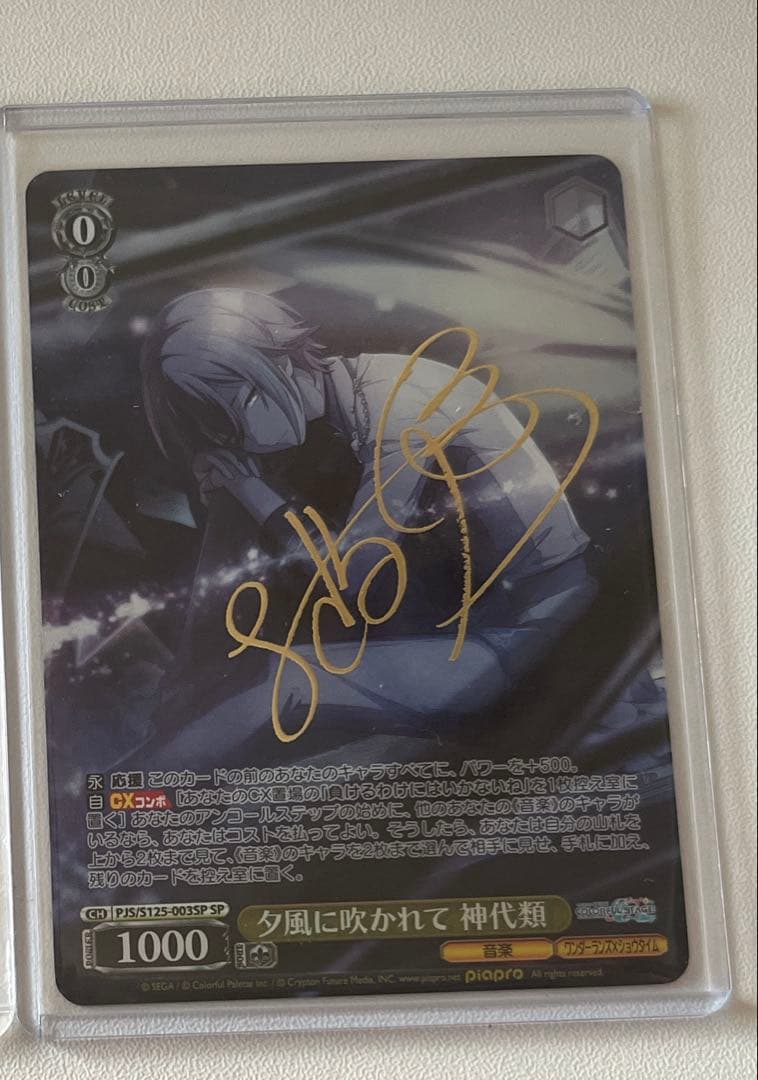 LEVEL
0
0
COST
永 応援 このカードの前のあなたのキャラすべてに、パワーを+500。
自 CXコンボ [あなたのCX置場の「負けるわけにはいかないね」を1枚控え室に
置く] あなたのアンコールステップの始めに、他のあなたの《音楽》のキャラが
いるなら、あなたはコストを払ってよい。そうしたら、あなたは自分の山札を
上から2枚まで見て、《音楽》のキャラを2枚まで選んで相手に見せ、手札に加え、
残りのカードを控え室に置く。
CH PJS/S125-003SP SP
夕風に吹かれて 神代類
COLORFUL STAGE!
POWER 1000 SOUL
音楽 ワンダーランズ×ショウタイム
© SEGA / © Colorful Palette Inc. / © Crypton Future Media, INC. www.piapro.net piapro All rights reserved.